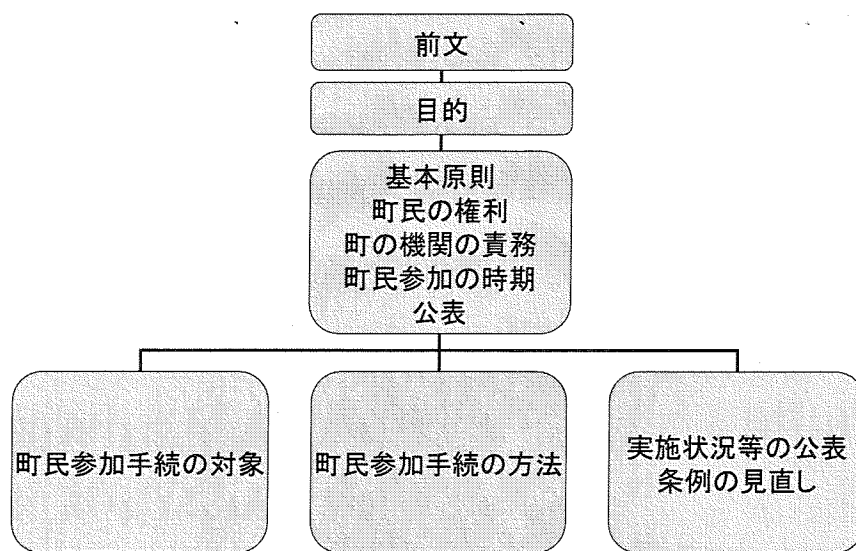 前文
目的
基本原則
町民の権利
町の機関の責務
町民参加の時期
公表
町民参加手続の対象
町民参加手続の方法
実施状況等の公表
条例の見直し